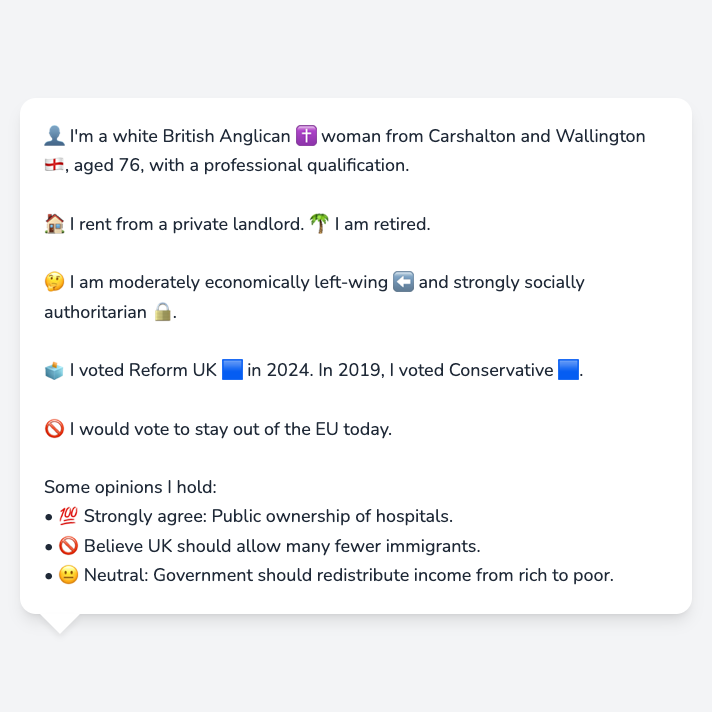 👤 I'm a white British Anglican ✝️ woman from Carshalton and Wallington
🏴󠁧󠁢󠁥󠁮󠁧󠁿, aged 76, with a professional qualification.
🏠 I rent from a private landlord. 🌴 I am retired.
🤔 I am moderately economically left-wing ⬅️ and strongly socially
authoritarian 🔒.
🗳️ I voted Reform UK 🟦 in 2024. In 2019, I voted Conservative 🟦.
🚫 I would vote to stay out of the EU today.
Some opinions I hold:
• 💯 Strongly agree: Public ownership of hospitals.
• 🚫 Believe UK should allow many fewer immigrants.
• 😐 Neutral: Government should redistribute income from rich to poor.